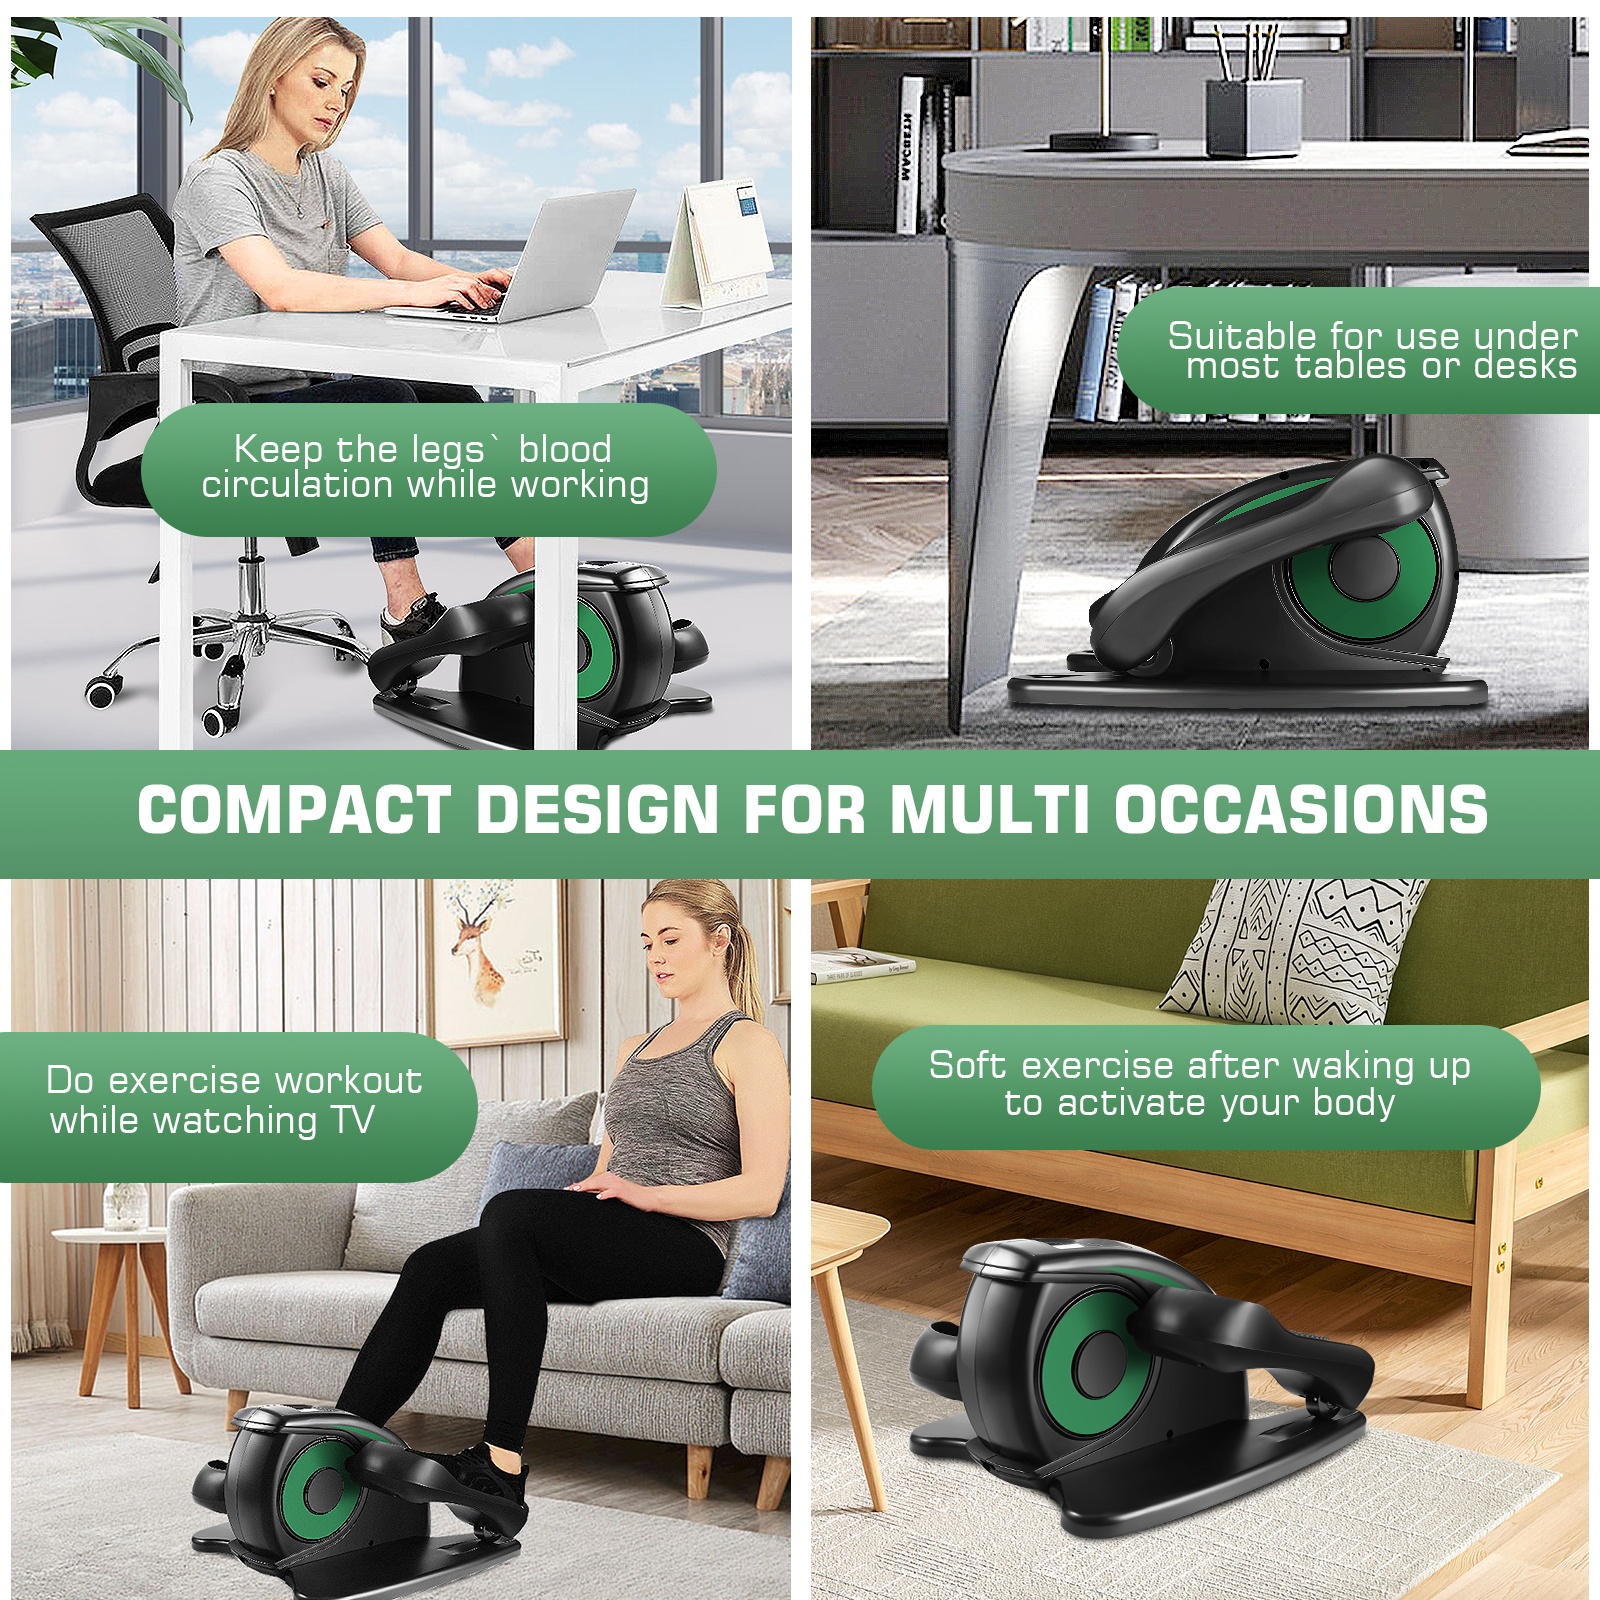 Keep the legs` blood
circulation while working
Suitable for use under
most tables or desks
COMPACT DESIGN FOR MULTI OCCASIONS
Do exercise workout
while watching TV
Soft exercise after waking up
to activate your body